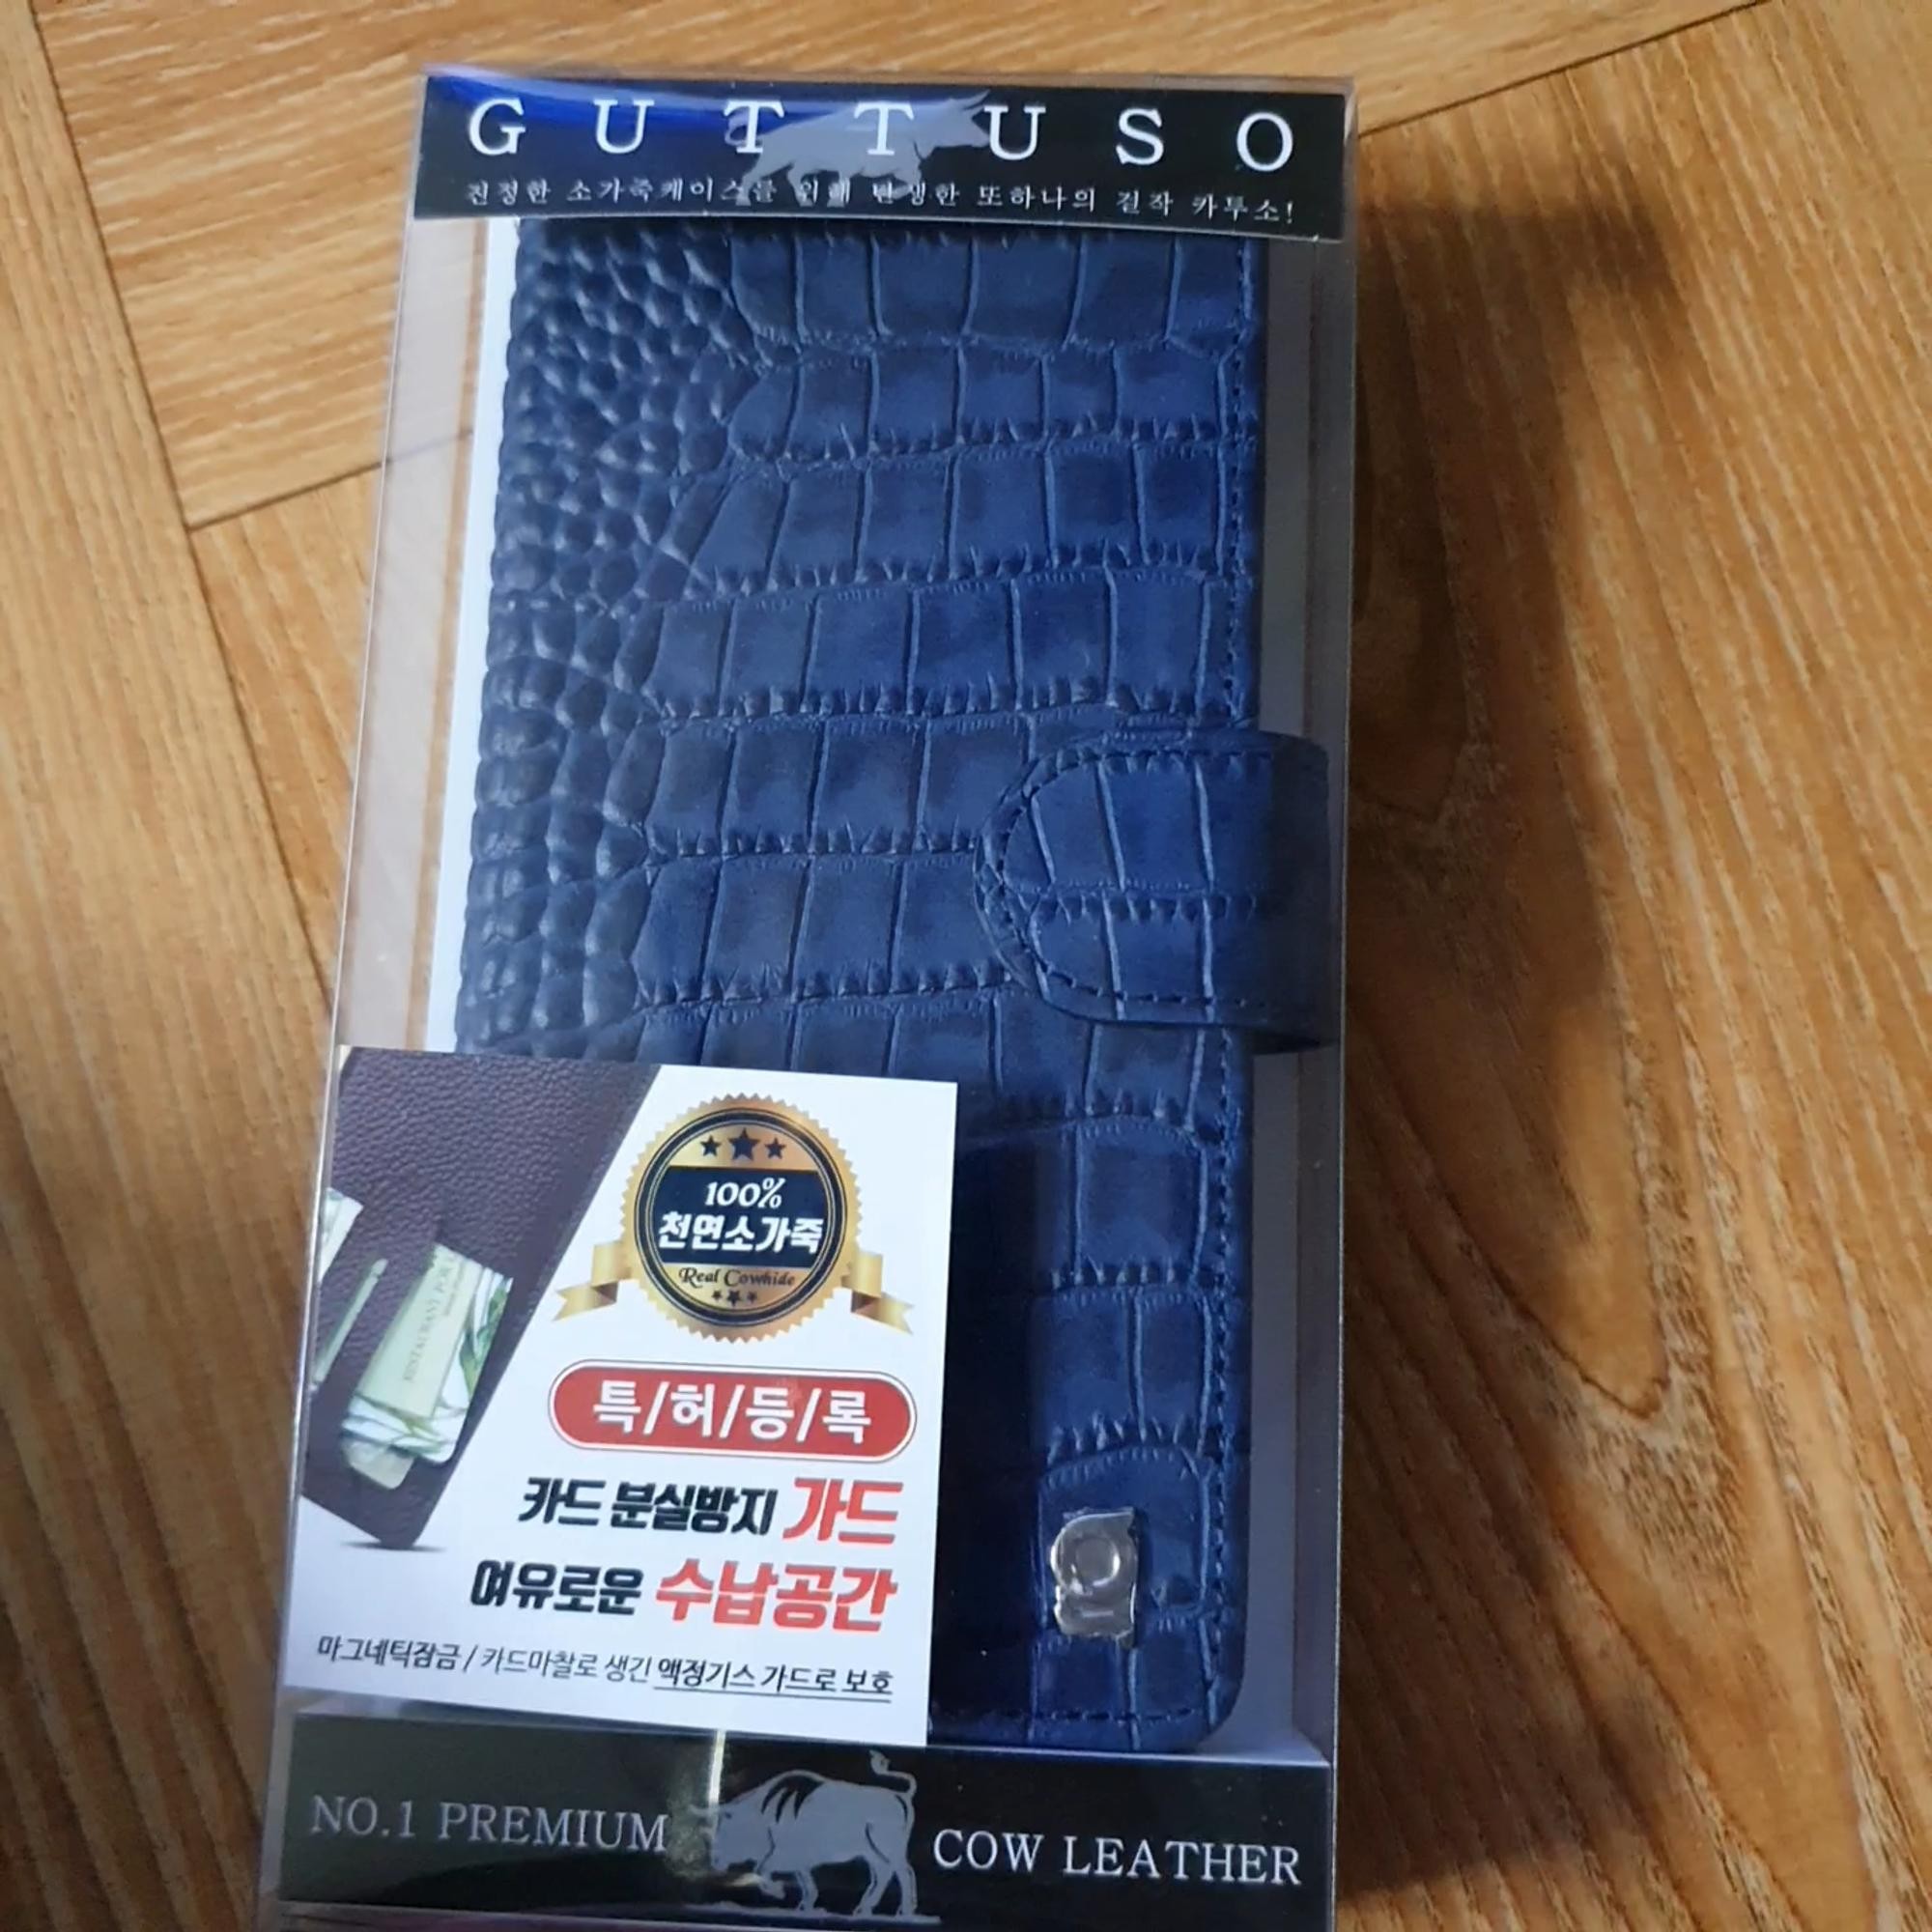 GUTTUSO
진정한 소가죽케이스를 위해 탄생한 또하나의 걸작 카투소!
100%
천연소가죽
Real Cowhide
특/허/등/록
카드 분실방지 가드
여유로운 수납공간
마그네틱잠금 / 카드마찰로 생긴 액정기스 가드로 보호
NO.1 PREMIUM COW LEATHER